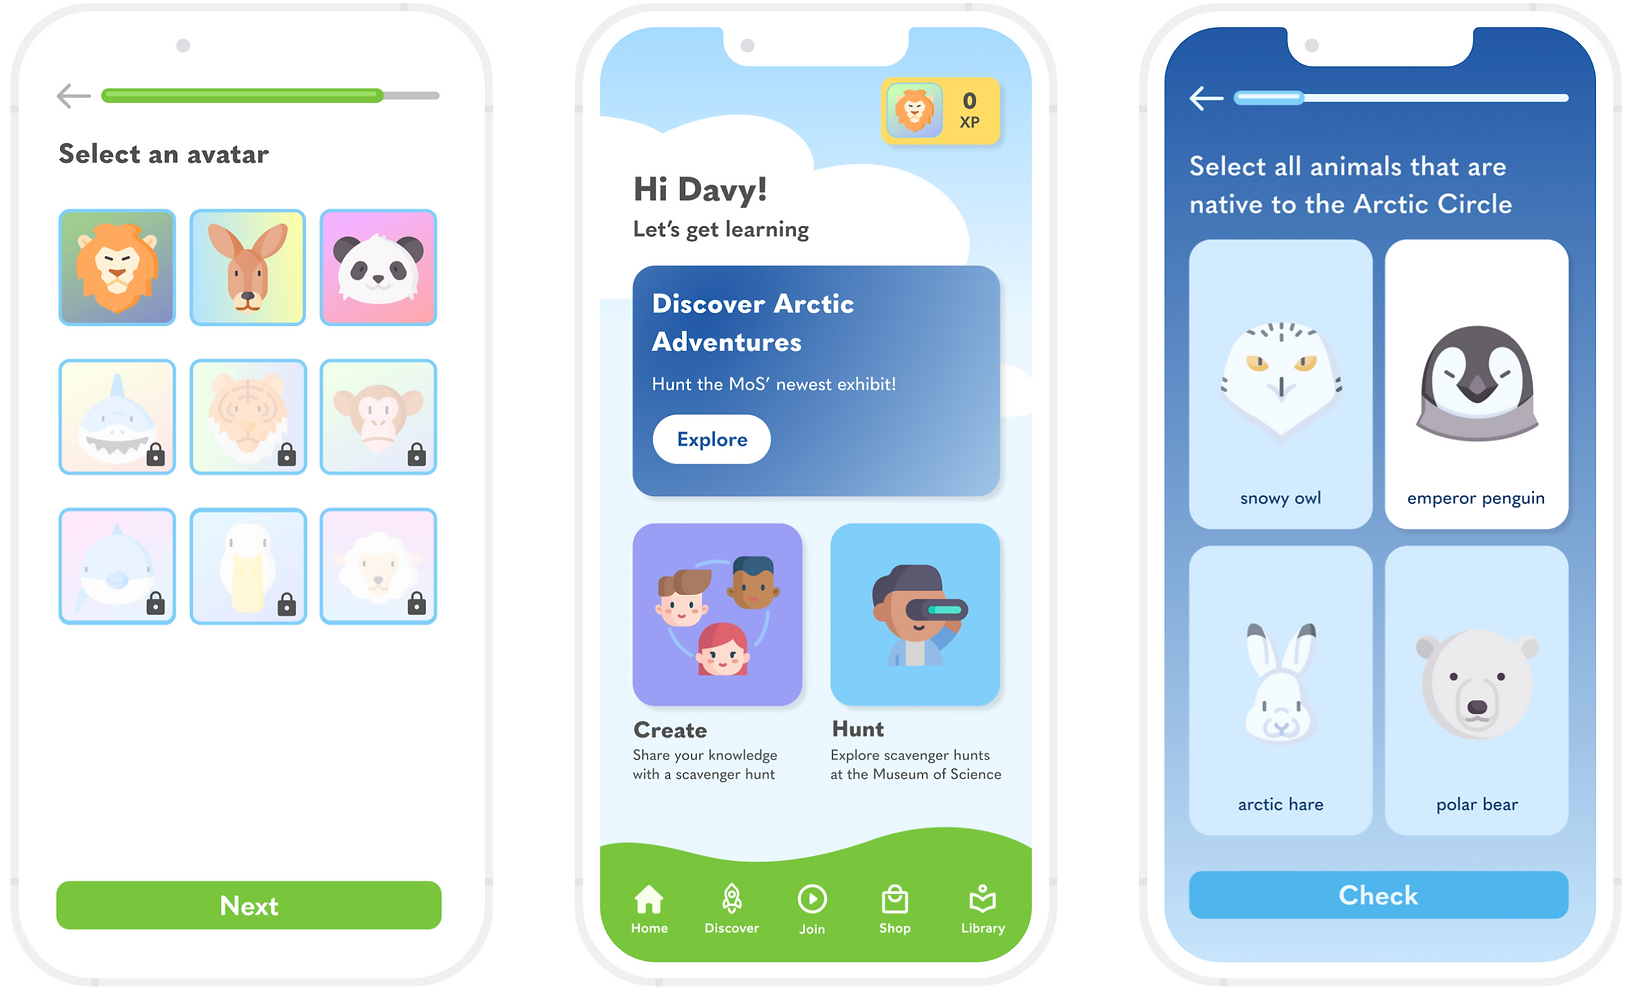 Select an avatar
Next
0
XP
Hi Davy!
Let's get learning
Discover Arctic
Adventures
Hunt the MoS' newest exhibit!
Explore
Create
Share your knowledge
with a scavenger hunt
Hunt
Explore scavenger hunts
at the Museum of Science
Home
Discover
Join
Shop
Library
Select all animals that are
native to the Arctic Circle
snowy owl
emperor penguin
arctic hare
polar bear
Check